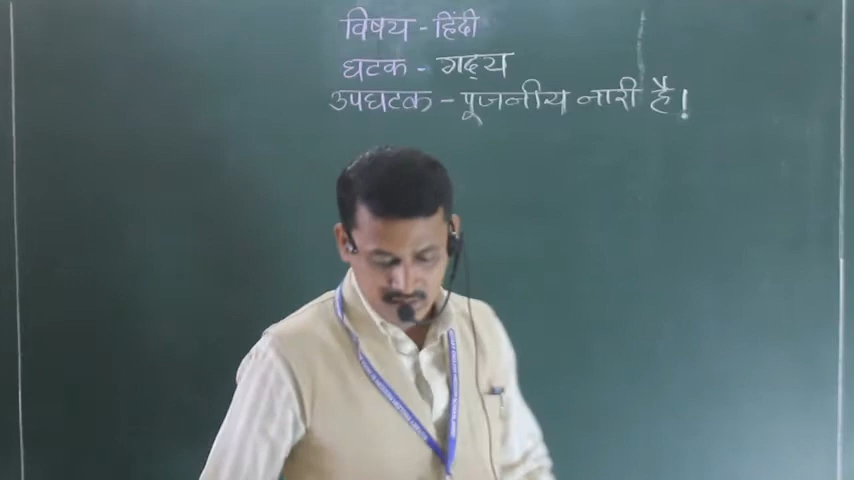 विषय - हिंदी
घटक - गद्य
उपघटक - पूजनीय नारी है!